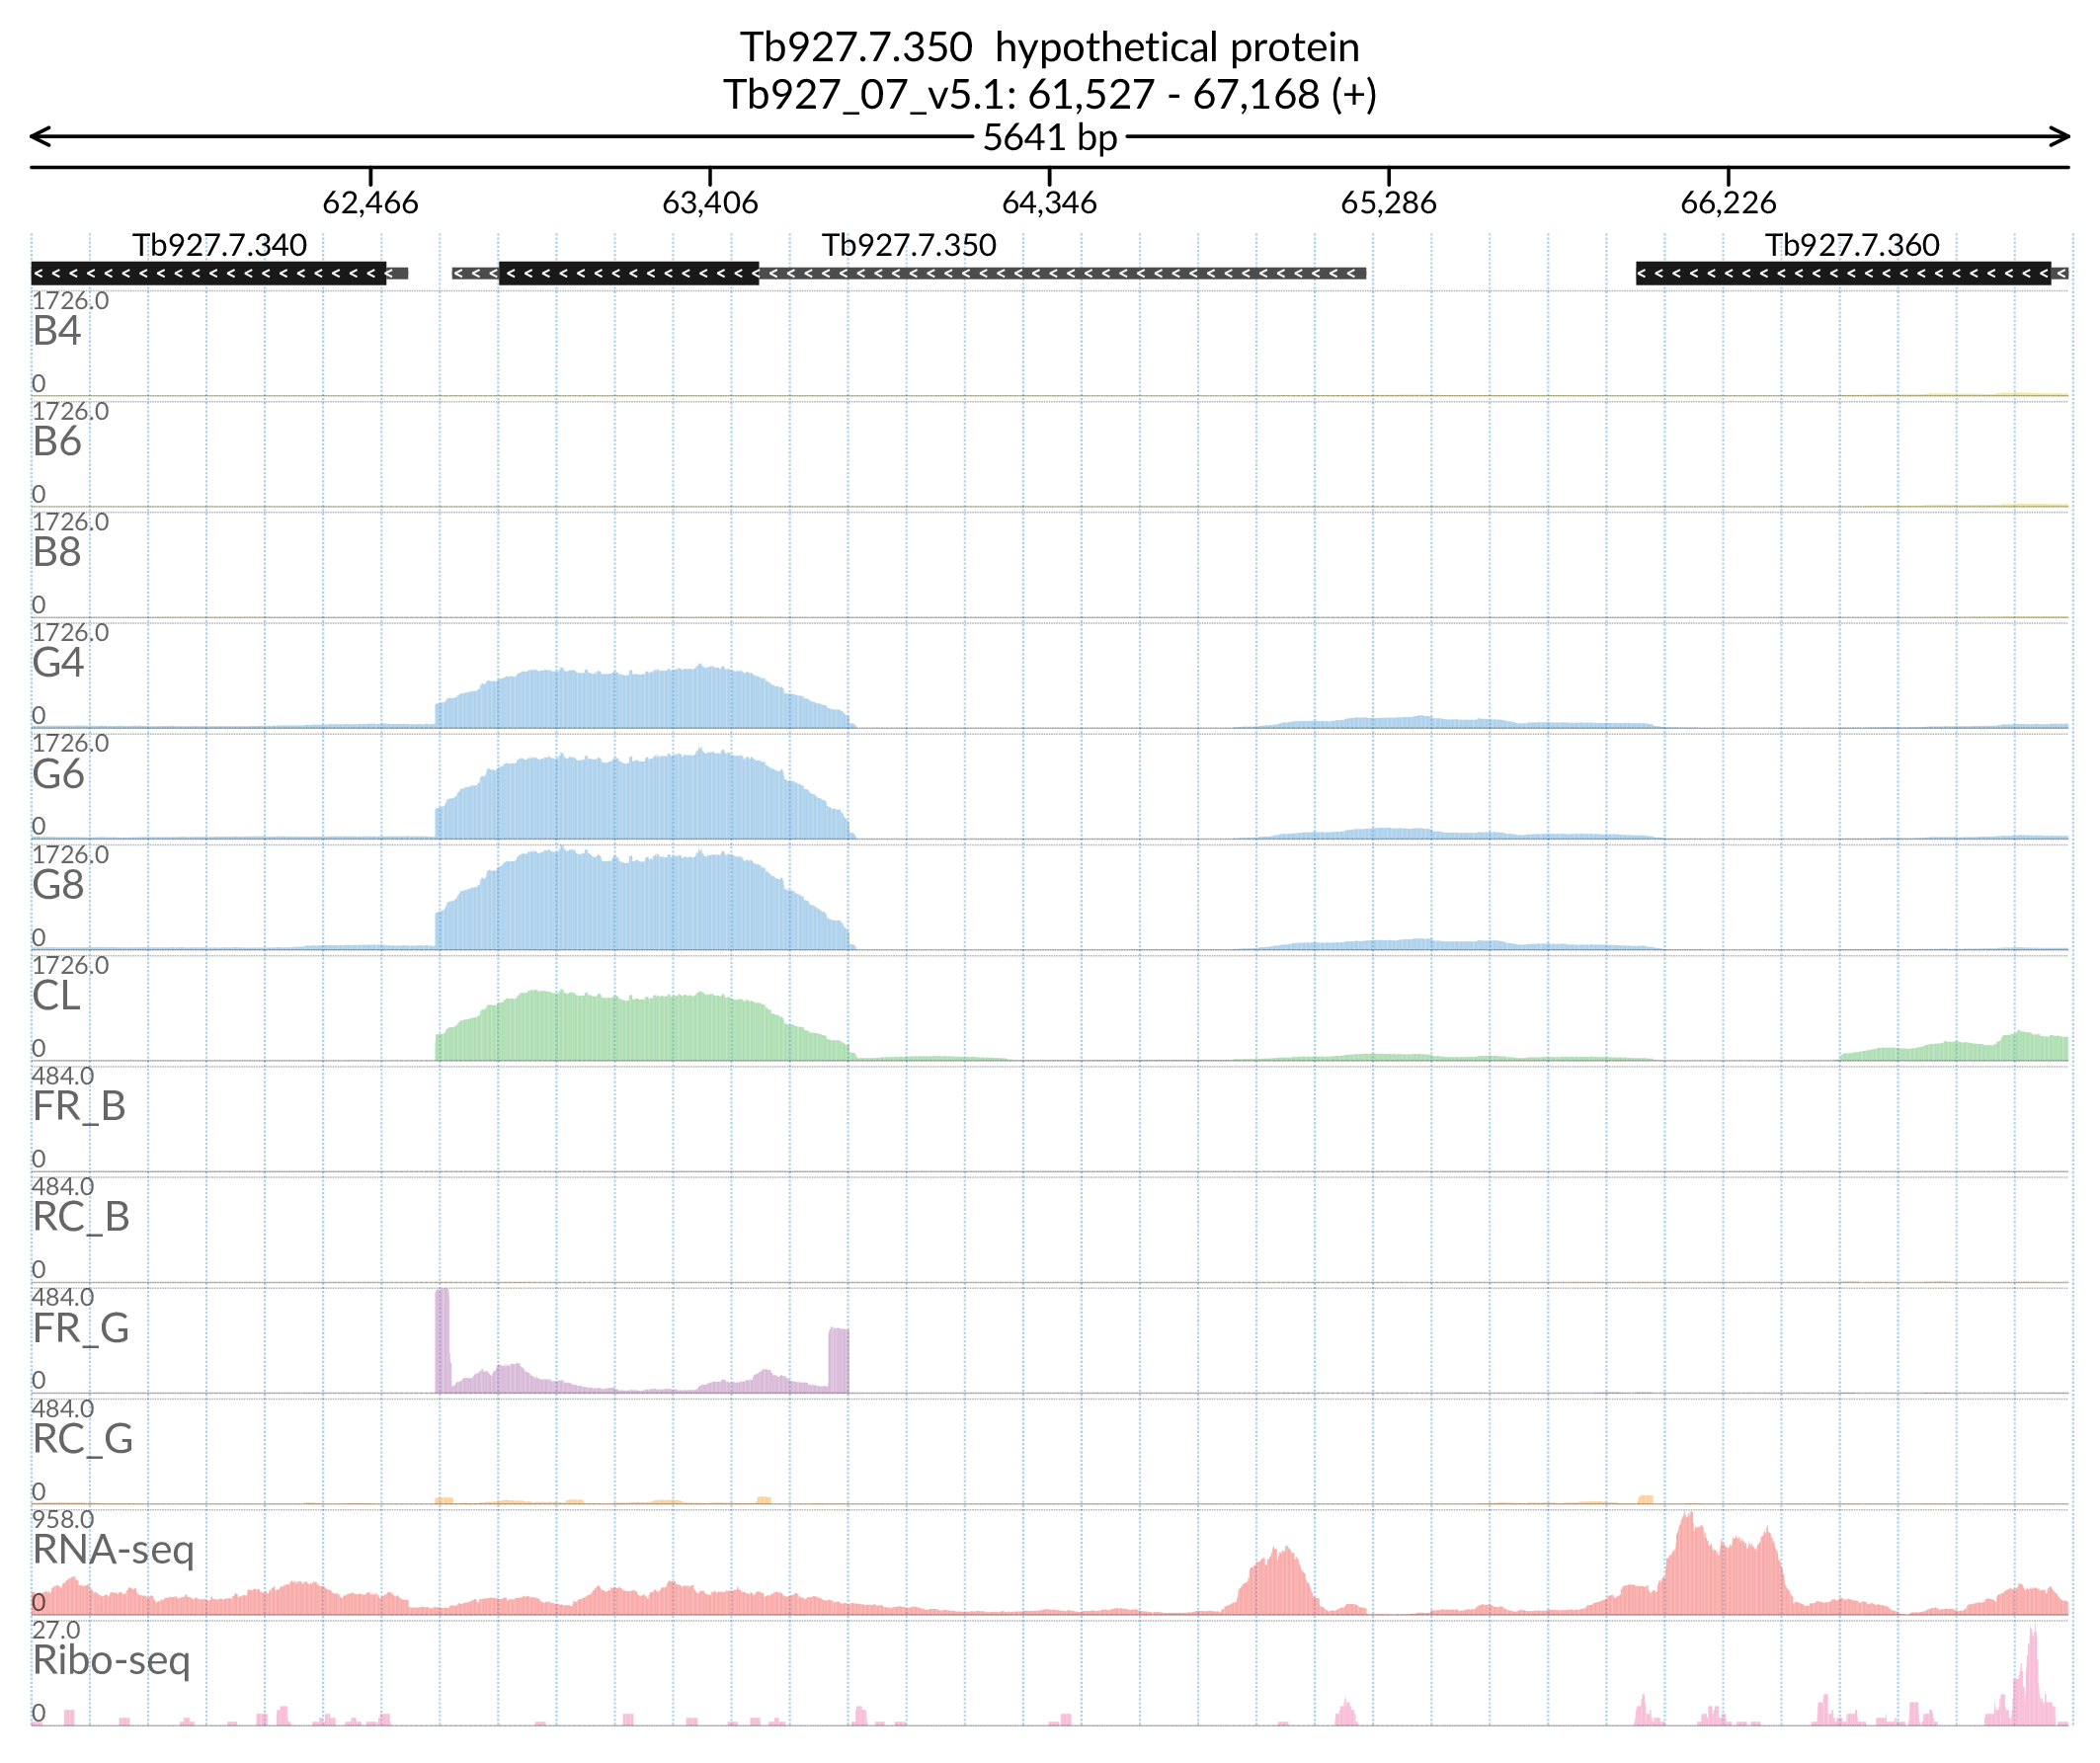 Tb927.7.350 hypothetical protein
Tb927_07_v5.1: 61,527 - 67,168 (+)
5641 bp
62,466 63,406 64,346 65,286 66,226
Tb927.7.340 Tb927.7.350 Tb927.7.360
1726.0
B4
0
1726.0
B6
0
1726.0
B8
0
1726.0
G4
0
1726.0
G6
0
1726.0
G8
0
1726.0
CL
0
484.0
FR_B
0
484.0
RC_B
0
484.0
FR_G
0
484.0
RC_G
0
958.0
RNA-seq
0
27.0
Ribo-seq
0